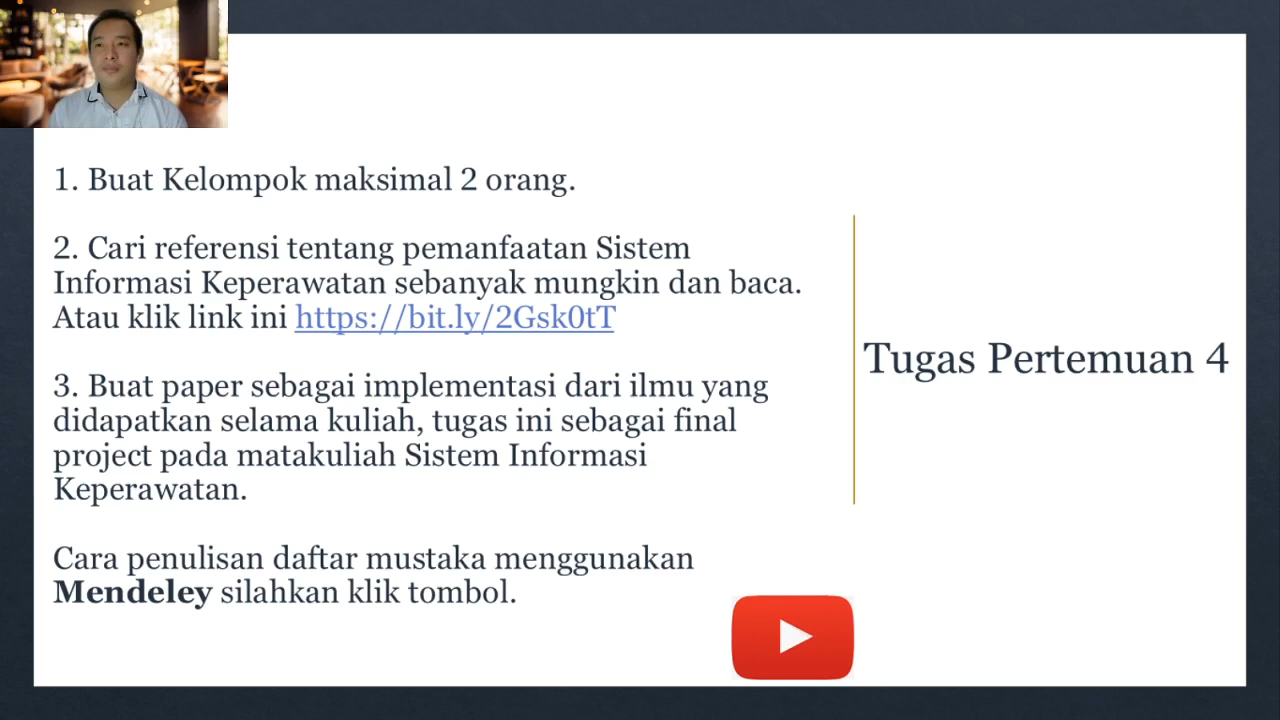 1. Buat Kelompok maksimal 2 orang.
2. Cari referensi tentang pemanfaatan Sistem
Informasi Keperawatan sebanyak mungkin dan baca.
Atau klik link ini https://bit.ly/2Gsk0tT
3. Buat paper sebagai implementasi dari ilmu yang
didapatkan selama kuliah, tugas ini sebagai final
project pada matakuliah Sistem Informasi
Keperawatan.
Cara penulisan daftar mustaka menggunakan
Mendeley silahkan klik tombol.
Tugas Pertemuan 4